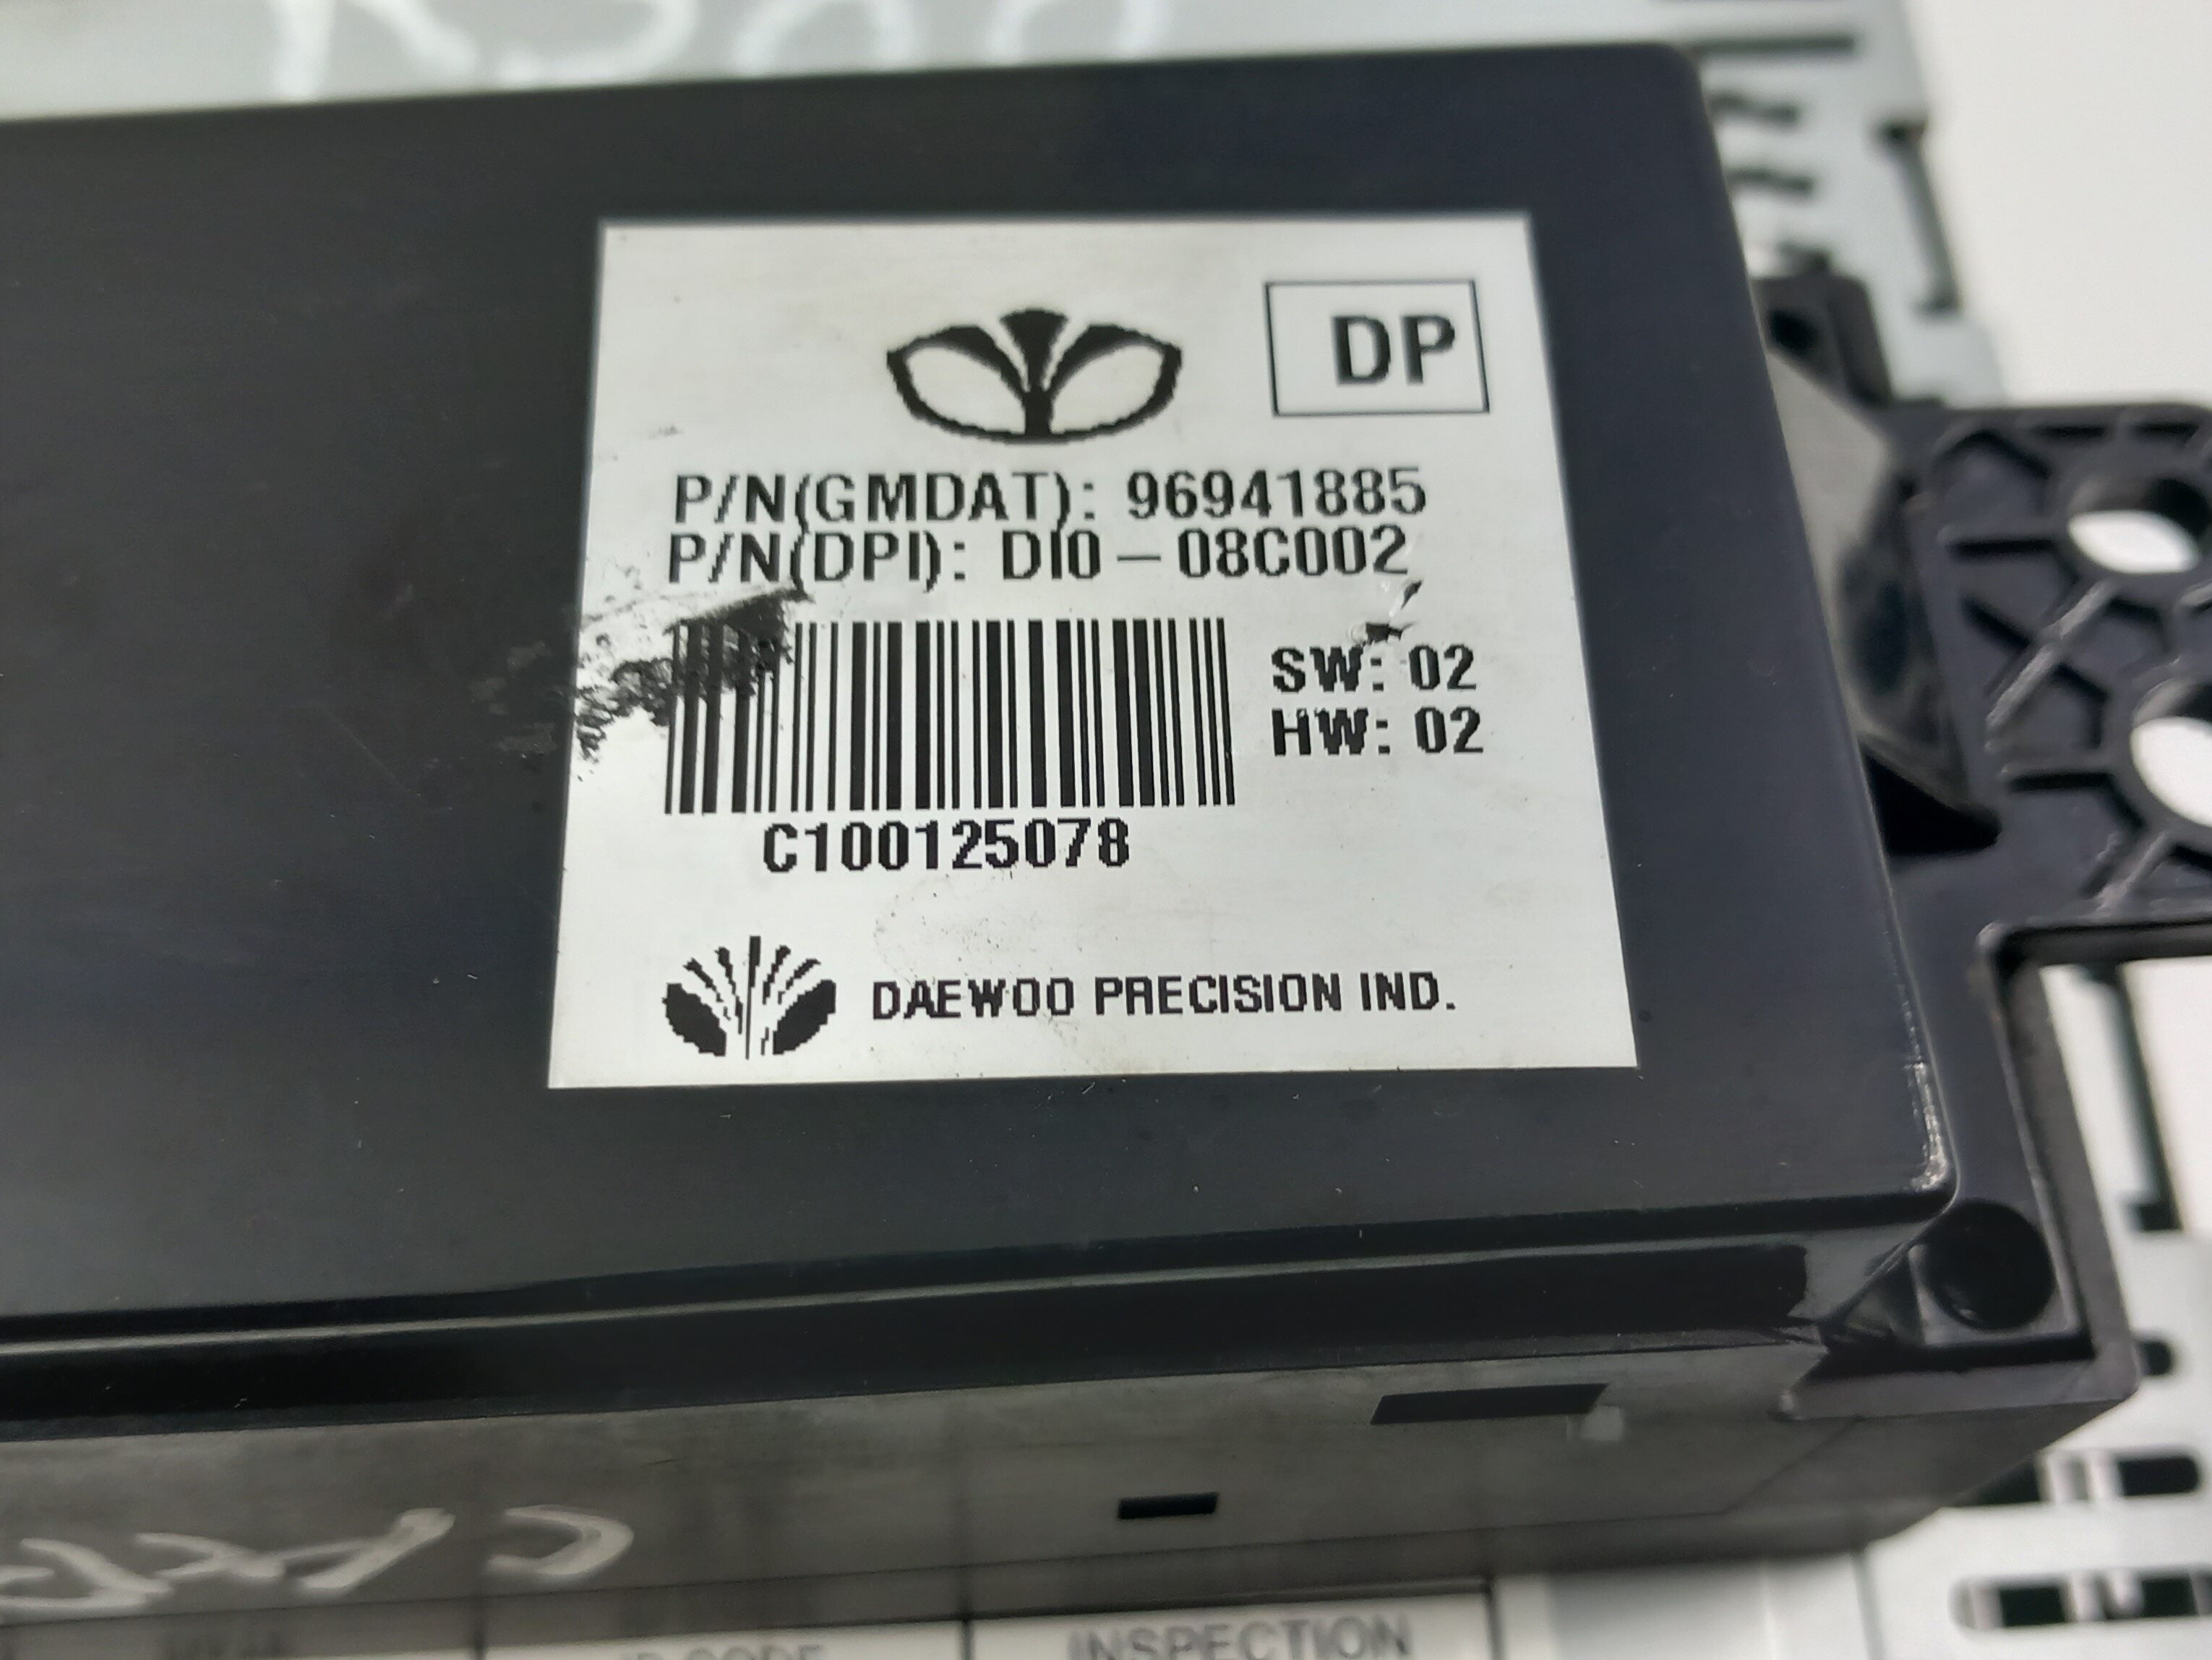 DP
P/N(GMDAT): 96941885
P/N(DPI): DI0-08C002
SW: 02
HW: 02
C100125078
DAEWOO PRECISION IND.
INSPECTION